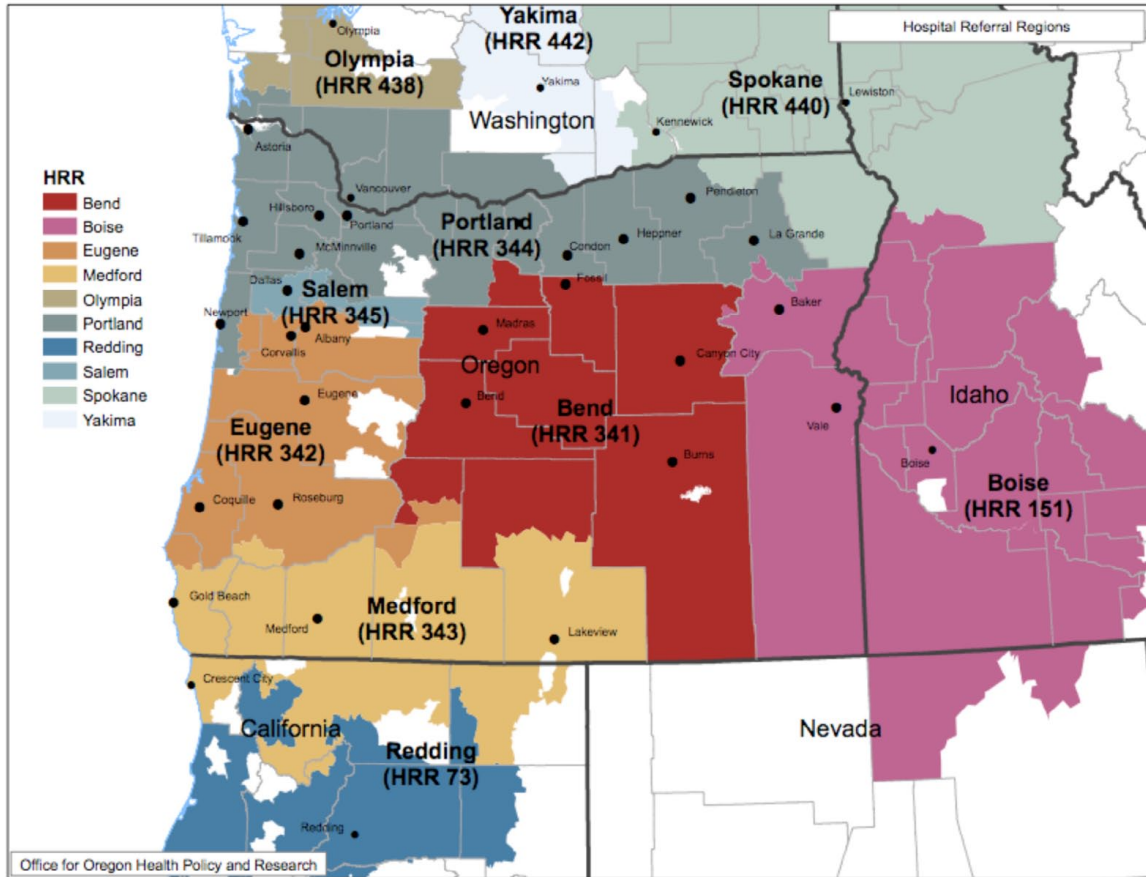 Hospital Referral Regions
Olympia
Olympia
(HRR 438)
Yakima
(HRR 442)
Yakima
Washington
Spokane
(HRR 440)
Kennewick
Lewiston
HRR
Bend
Boise
Eugene
Medford
Olympia
Portland
Redding
Salem
Spokane
Yakima
Astoria
Vancouver
Hillsboro
Portland
Tillamook
McMinnville
Portland
(HRR 344)
Condon
Heppner
Pendleton
La Grande
Fossil
Dallas
Salem
(HRR 345)
Newport
Albany
Corvallis
Madras
Oregon
Baker
Canyon City
Eugene
Eugene
(HRR 342)
Bend
Bend
(HRR 341)
Burns
Vale
Idaho
Boise
Boise
(HRR 151)
Coquille
Roseburg
Gold Beach
Medford
Medford
(HRR 343)
Lakeview
Crescent City
California
Nevada
Redding
(HRR 73)
Redding
Office for Oregon Health Policy and Research